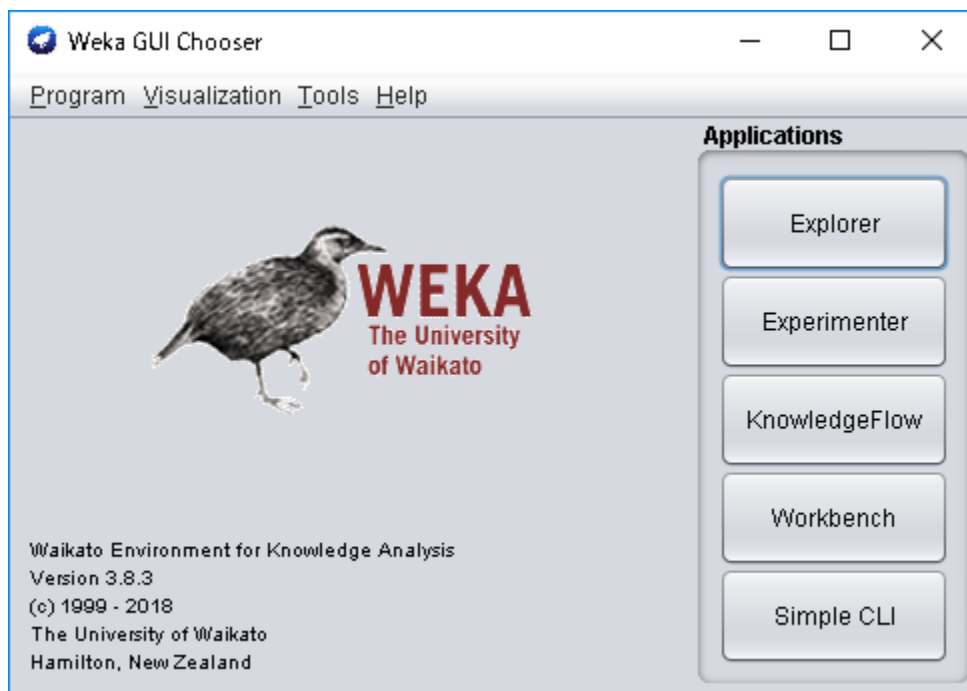 Weka GUI Chooser
Program Visualization Tools Help
Applications
Explorer
Experimenter
KnowledgeFlow
Workbench
Simple CLI
WEKA
The University
of Waikato
Waikato Environment for Knowledge Analysis
Version 3.8.3
(c) 1999 - 2018
The University of Waikato
Hamilton, New Zealand